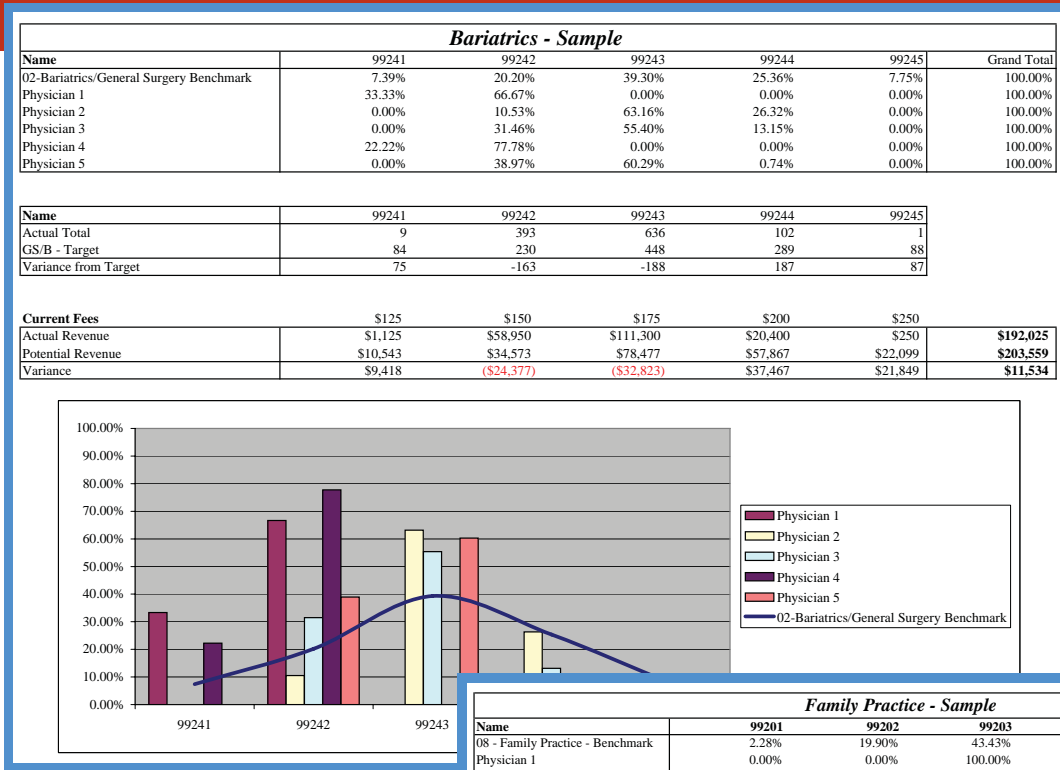 Bariatrics - Sample
Name 99241 99242 99243 99244 99245 Grand Total
02-Bariatrics/General Surgery Benchmark 7.39% 20.20% 39.30% 25.36% 7.75% 100.00%
Physician 1 33.33% 66.67% 0.00% 0.00% 0.00% 100.00%
Physician 2 0.00% 10.53% 63.16% 26.32% 0.00% 100.00%
Physician 3 0.00% 31.46% 55.40% 13.15% 0.00% 100.00%
Physician 4 22.22% 77.78% 0.00% 0.00% 0.00% 100.00%
Physician 5 0.00% 38.97% 60.29% 0.74% 0.00% 100.00%
Name 99241 99242 99243 99244 99245
Actual Total 9 393 636 102 1
GS/B - Target 84 230 448 289 88
Variance from Target 75 -163 -188 187 87
Current Fees $125 $150 $175 $200 $250
Actual Revenue $1,125 $58,950 $111,300 $20,400 $250 $192,025
Potential Revenue $10,543 $34,573 $78,477 $57,867 $22,099 $203,559
Variance $9,418 ($24,377) ($32,823) $37,467 $21,849 $11,534
100.00%
90.00%
80.00%
70.00%
60.00%
50.00%
40.00%
30.00%
20.00%
10.00%
0.00%
99241 99242 99243
Physician 1
Physician 2
Physician 3
Physician 4
Physician 5
02-Bariatrics/General Surgery Benchmark
Family Practice - Sample
Name 99201 99202 99203
08 - Family Practice - Benchmark 2.28% 19.90% 43.43%
Physician 1 0.00% 0.00% 100.00%